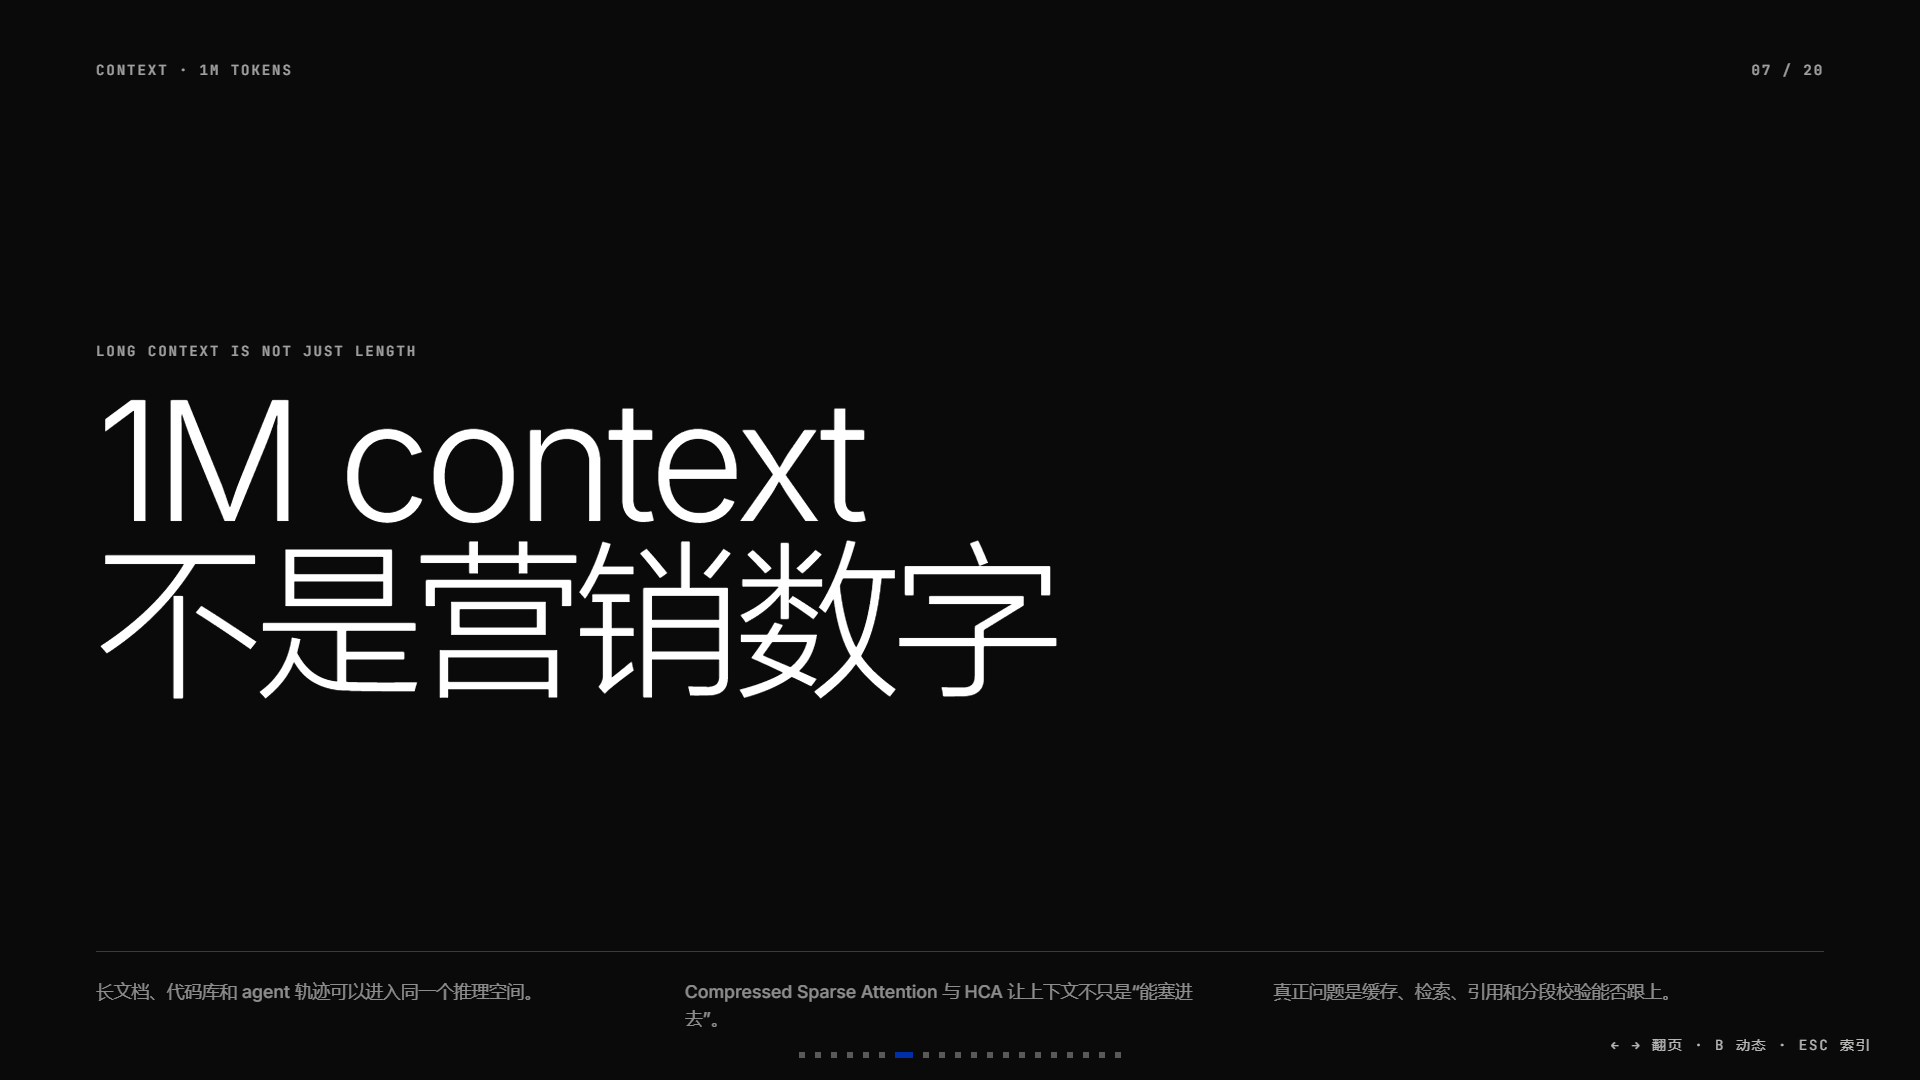 CONTEXT · 1M TOKENS
07 / 20
LONG CONTEXT IS NOT JUST LENGTH
1M context
不是营销数字
长文档、代码库和 agent 轨迹可以进入同一个推理空间。
Compressed Sparse Attention 与 HCA 让上下文不只是“能塞进
去”。
真正问题是缓存、检索、引用和分段校验能否跟上。
← → 翻页 · B 动态 · ESC 索引